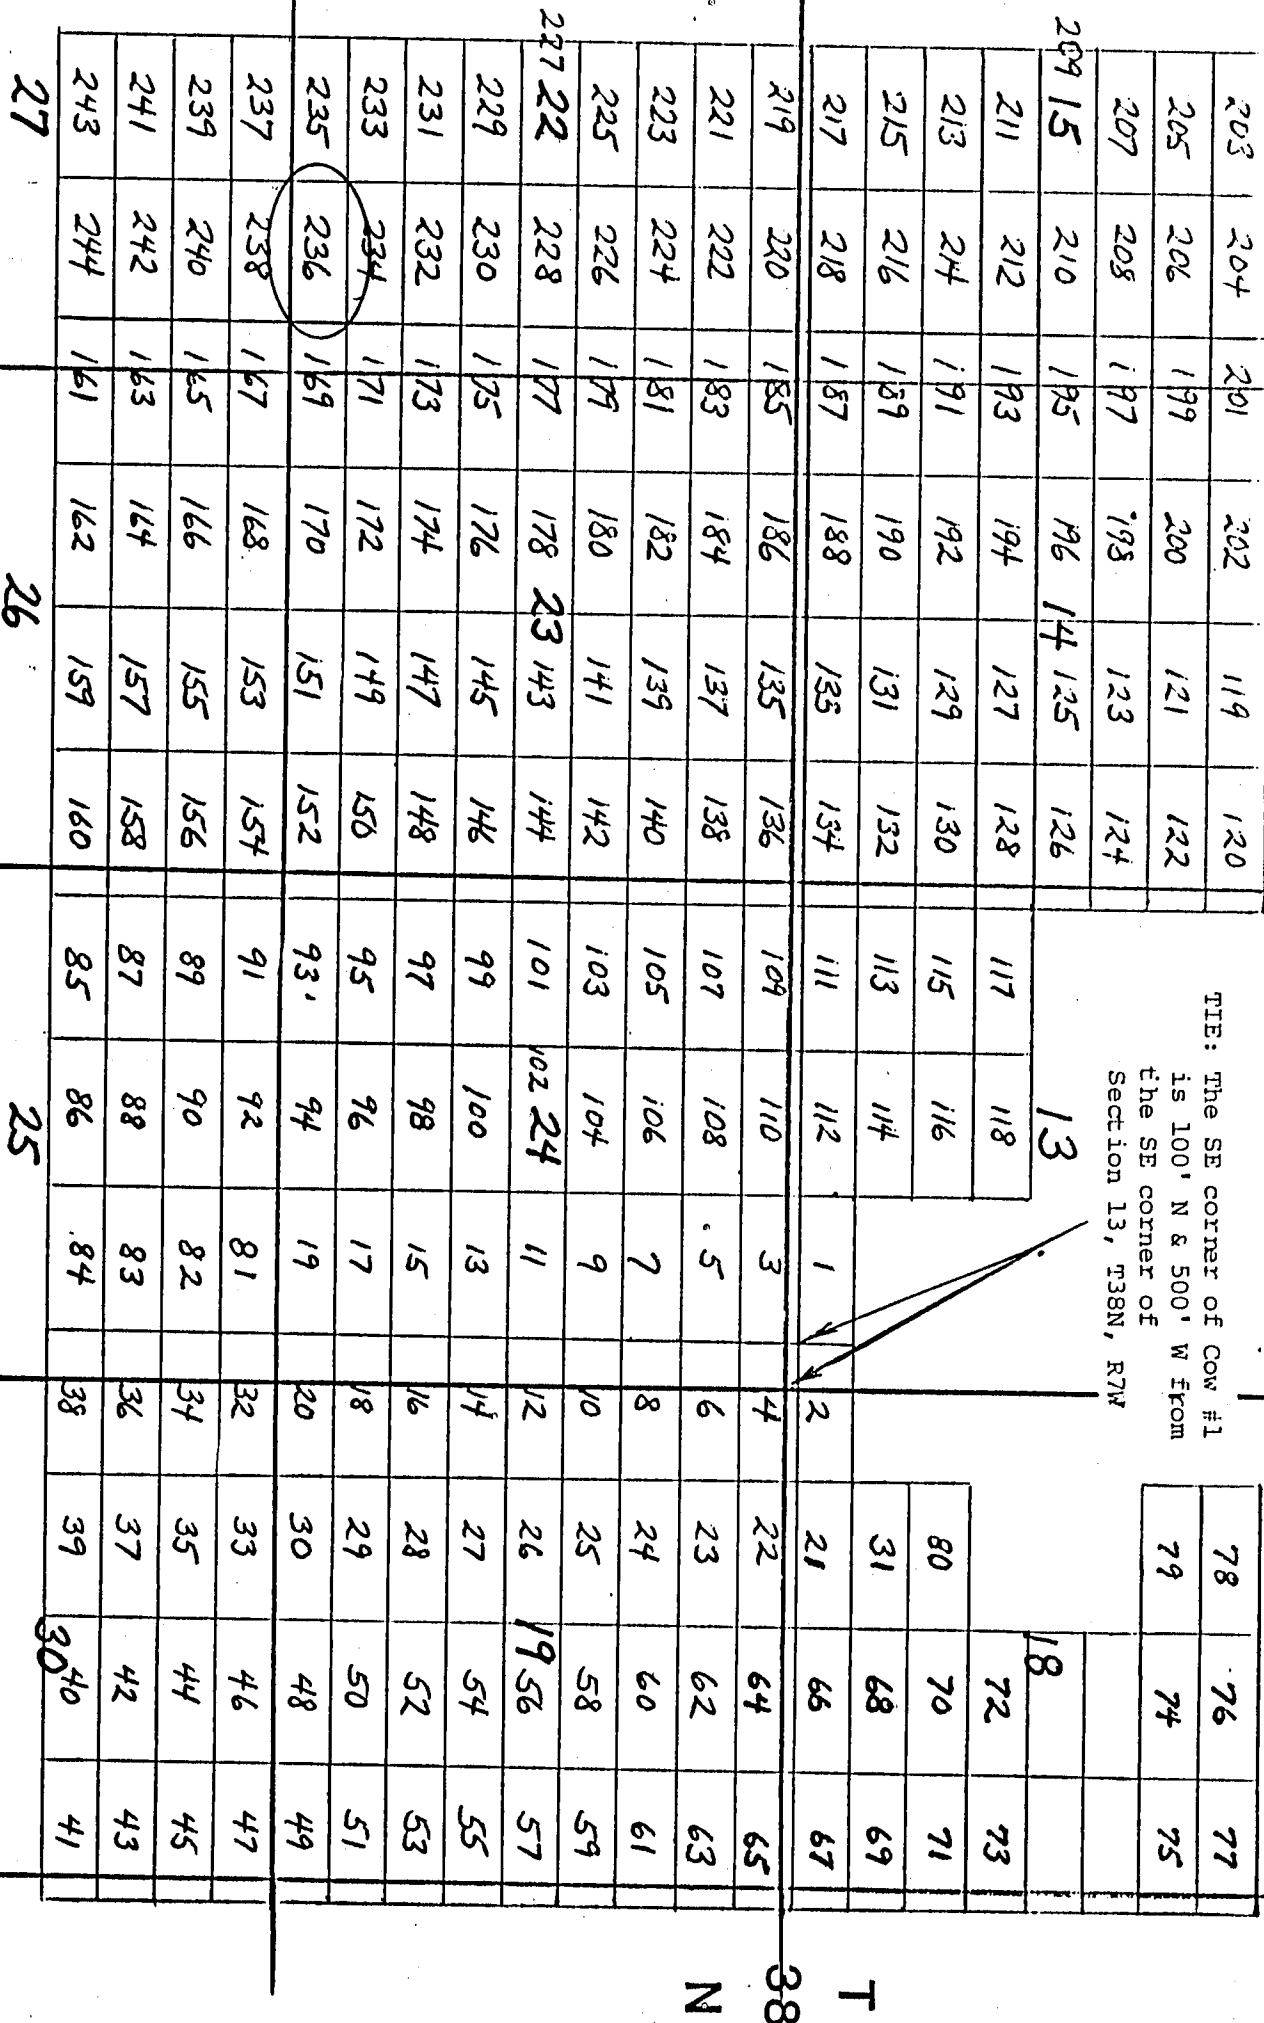 203 204 201 202 119 120 78 76 77
TIE: The SE corner of Cow #1
205 206 199 200 121 122 79 74 75
is 100' N & 500' W from
the SE corner of
207 208 197 198 123 124
Section 13, T38N, R7W
209 15 210 195 196 14 125 126 13 18
211 212 193 194 127 128 117 118 72 73
213 214 191 192 129 130 115 116 80 70 71
215 216 189 190 131 132 113 114 31 68 69
T
217 218 187 188 133 134 111 112 1 2 21 66 67
38
219 220 185 186 135 136 109 110 3 4 22 64 65
221 222 183 184 137 138 107 108 5 6 23 62 63
N
223 224 181 182 139 140 105 106 7 8 24 60 61
225 226 179 180 141 142 103 104 9 10 25 58 59
227 22 228 177 178 23 143 144 101 102 24 11 12 26 19 56 57
229 230 175 176 145 146 99 100 13 14 27 54 55
231 232 173 174 147 148 97 98 15 16 28 52 53
233 234 171 172 149 150 95 96 17 18 29 50 51
235 236 169 170 151 152 93 94 19 20 30 48 49
237 238 167 168 153 154 91 92 81 32 33 46 47
239 240 165 166 155 156 89 90 82 34 35 44 45
241 242 163 164 157 158 87 88 83 36 37 42 43
243 244 161 162 159 160 85 86 84 38 39 40 41
30
27 26 25